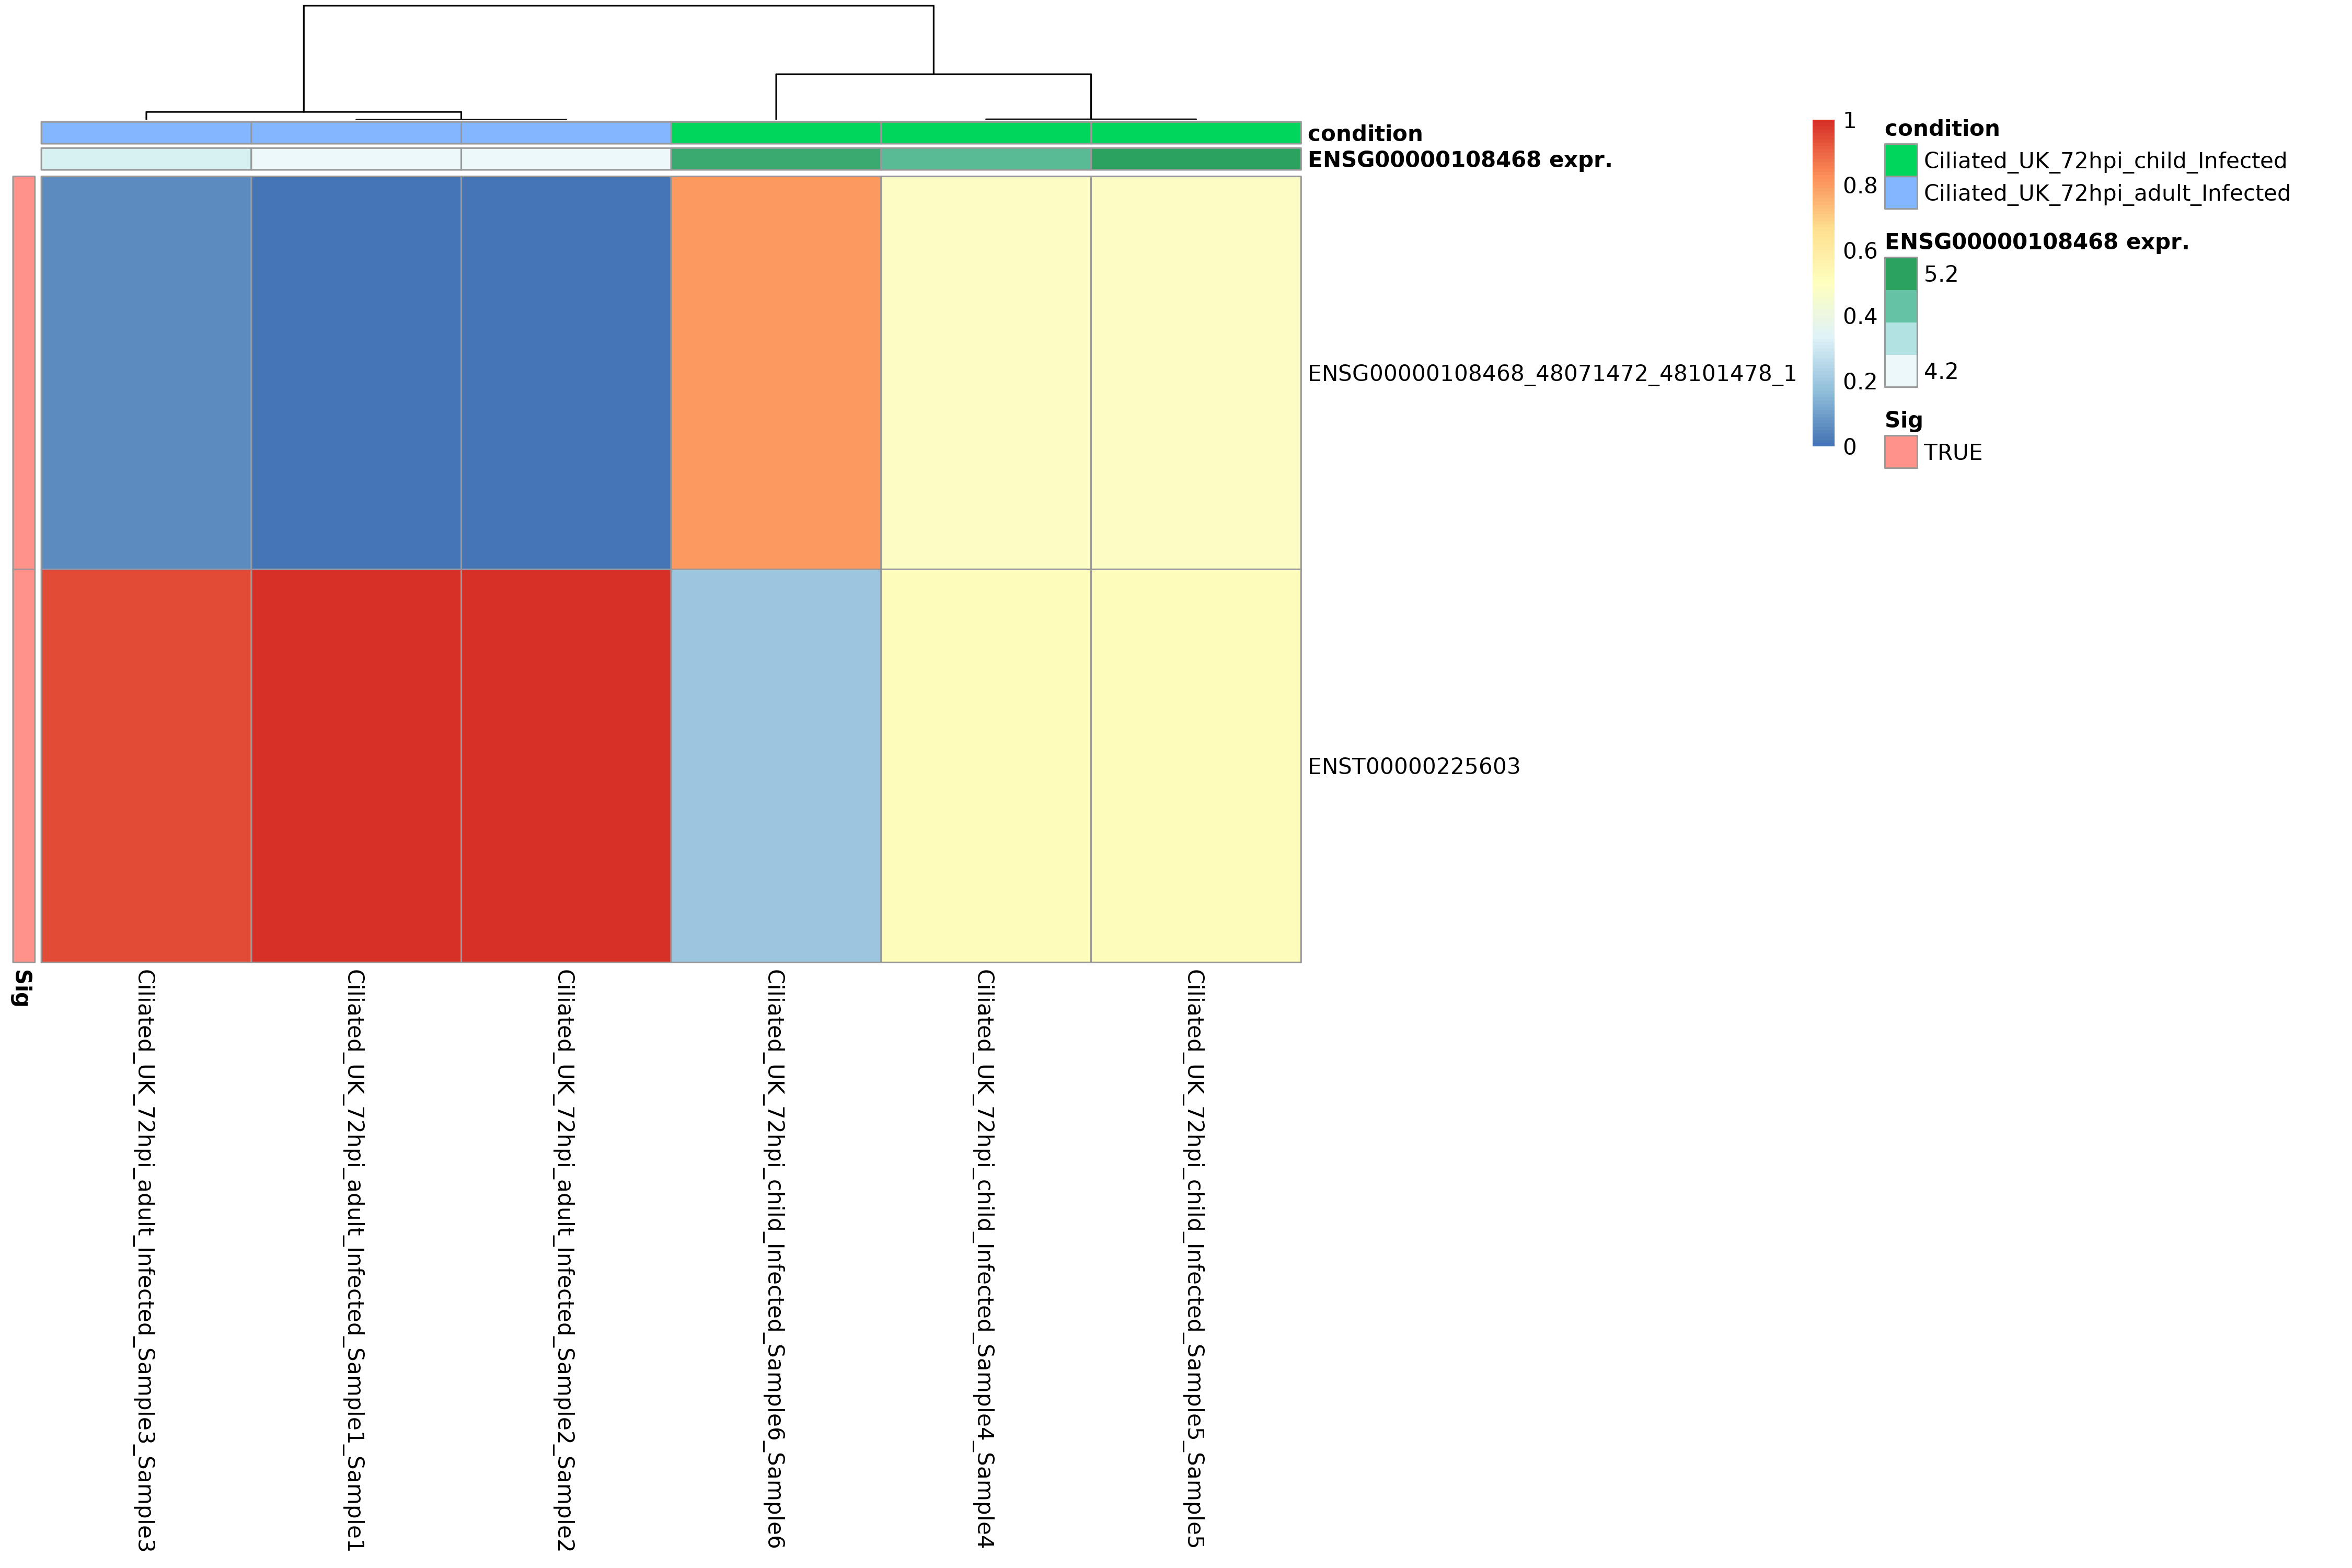 condition
ENSG00000108468 expr.
ENSG00000108468_48071472_48101478_1
ENST00000225603
1
0.8
0.6
0.4
0.2
0
condition
Ciliated_UK_72hpi_child_Infected
Ciliated_UK_72hpi_adult_Infected
ENSG00000108468 expr.
5.2
4.2
Sig
TRUE
Sig
Ciliated_UK_72hpi_adult_Infected_Sample3_Sample3
Ciliated_UK_72hpi_adult_Infected_Sample1_Sample1
Ciliated_UK_72hpi_adult_Infected_Sample2_Sample2
Ciliated_UK_72hpi_child_Infected_Sample6_Sample6
Ciliated_UK_72hpi_child_Infected_Sample4_Sample4
Ciliated_UK_72hpi_child_Infected_Sample5_Sample5